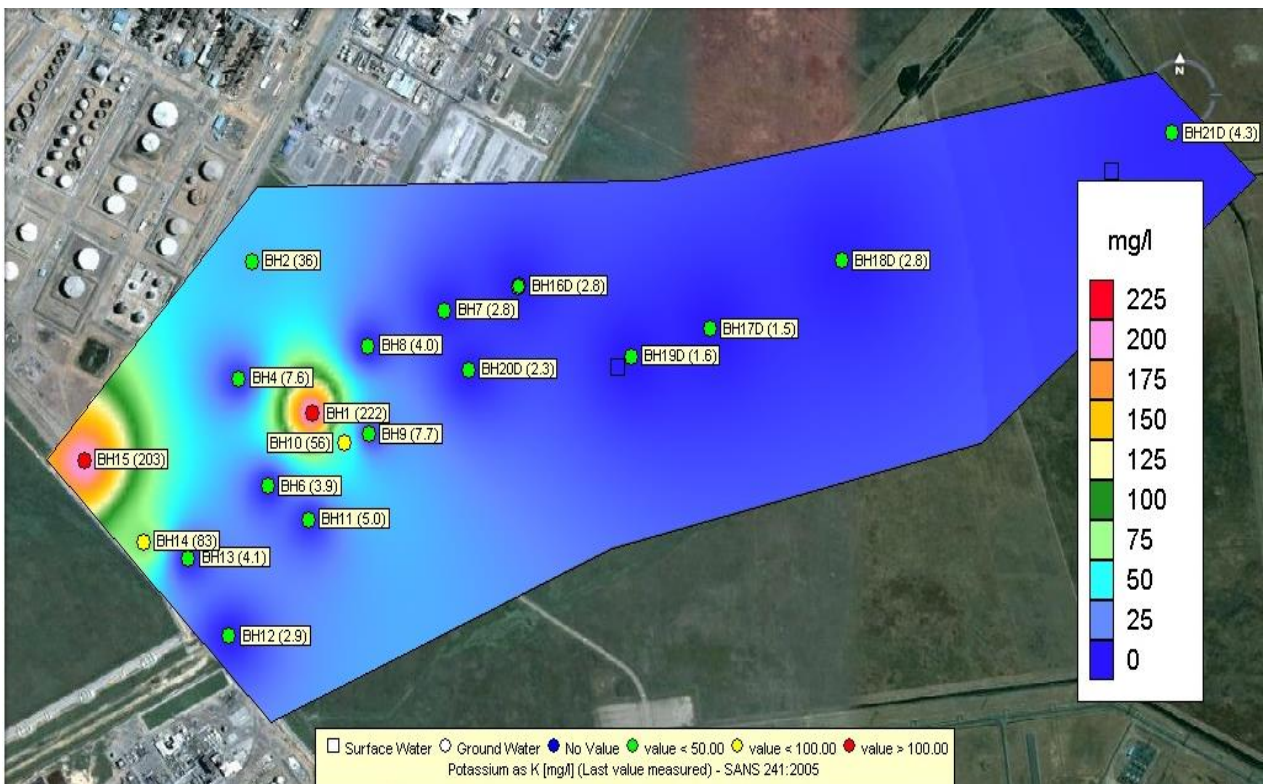 N
BH21D (4.3)
mg/l
BH2 (36)
BH18D (2.8)
BH16D (2.8)
225
BH7 (2.8)
BH17D (1.5)
200
BH8 (4.0)
BH19D (1.6)
BH20D (2.3)
175
BH4 (7.6)
BH1 (222)
150
BH10 (56)
BH9 (7.7)
125
BH15 (203)
BH6 (3.9)
100
BH11 (5.0)
75
BH14 (83)
BH13 (4.1)
50
25
BH12 (2.9)
0
Surface Water Ground Water No Value value < 50.00 value < 100.00 value > 100.00
Potassium as K [mg/l] (Last value measured) - SANS 241:2005